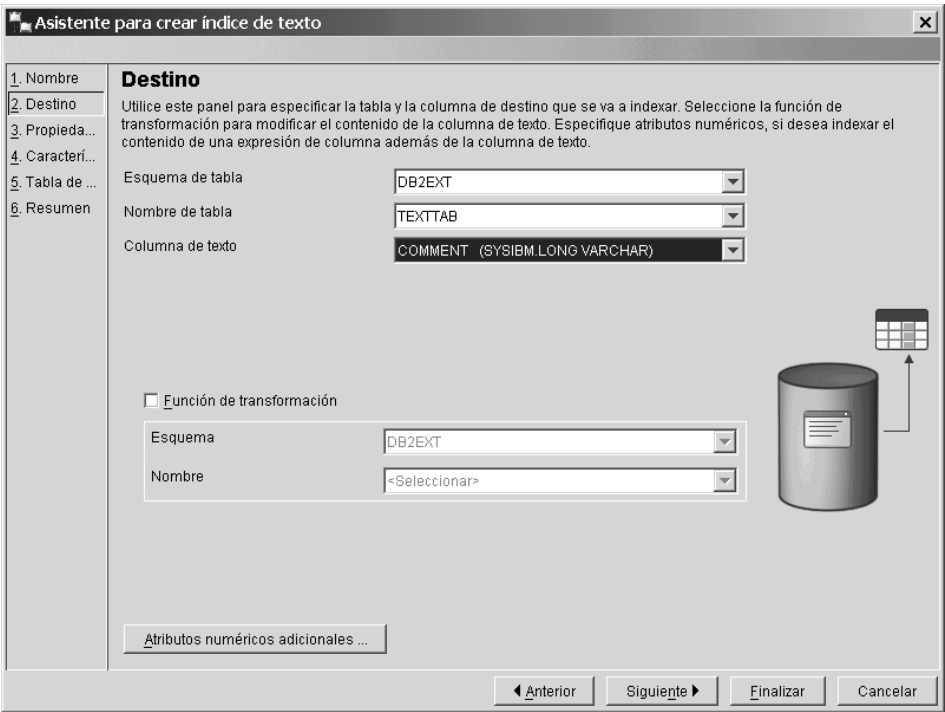 Asistente para crear índice de texto
1. Nombre
2. Destino
3. Propieda...
4. Caracterí...
5. Tabla de ...
6. Resumen
Destino
Utilice este panel para especificar la tabla y la columna de destino que se va a indexar. Seleccione la función de
transformación para modificar el contenido de la columna de texto. Especifique atributos numéricos, si desea indexar el
contenido de una expresión de columna además de la columna de texto.
Esquema de tabla
DB2EXT
Nombre de tabla
TEXTTAB
Columna de texto
COMMENT (SYSIBM.LONG VARCHAR)
Función de transformación
Esquema
DB2EXT
Nombre
<Seleccionar>
Atributos numéricos adicionales ...
Anterior
Siguiente
Finalizar
Cancelar